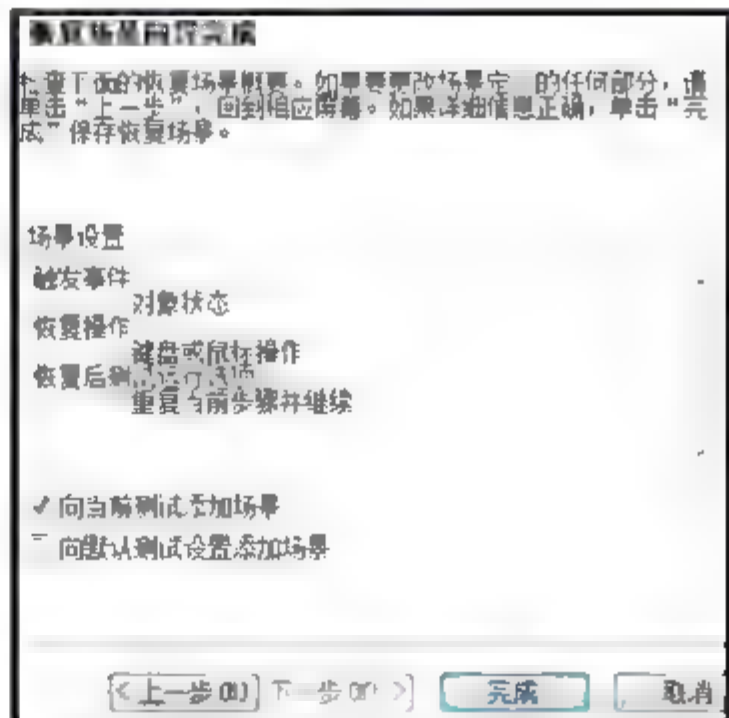 恢复场景向导完成
检查下面的恢复场景概要。如果要更改场景定 的任何部分，请
单击“上一步”，回到相应屏幕。如果详细信息正确，单击“完
成”保存恢复场景。
场景设置
触发事件
对象状态
恢复操作
键盘或鼠标操作
恢复后测试运行选项
重复当前步骤并继续
向当前测试添加场景
向默认测试设置添加场景
<上一步(B) 下一步 >
完成
取消